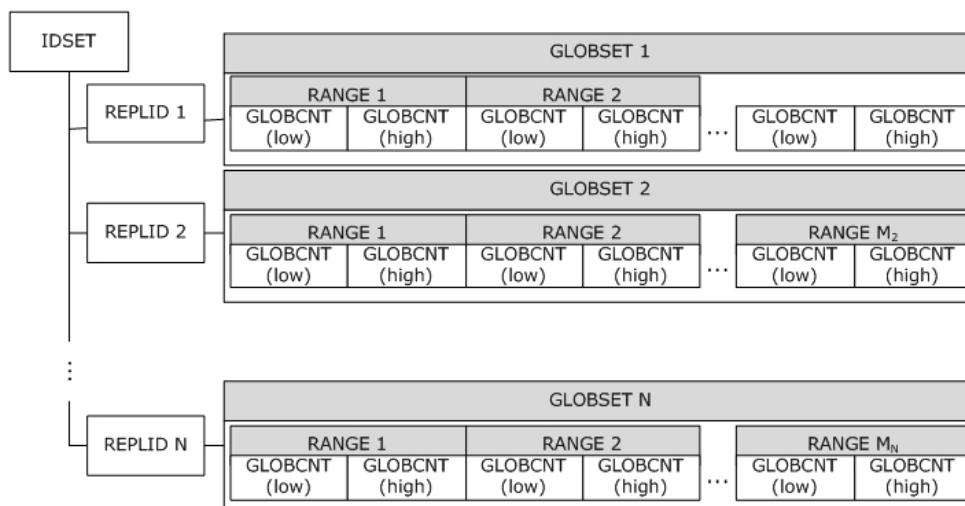 IDSET
GLOBSET 1
REPLID 1
RANGE 1 RANGE 2
GLOBCNT (low) GLOBCNT (high) GLOBCNT (low) GLOBCNT (high) ... GLOBCNT (low) GLOBCNT (high)
GLOBSET 2
REPLID 2
RANGE 1 RANGE 2 RANGE M₂
GLOBCNT (low) GLOBCNT (high) GLOBCNT (low) GLOBCNT (high) ... GLOBCNT (low) GLOBCNT (high)
⋮
GLOBSET N
REPLID N
RANGE 1 RANGE 2 RANGE Mₙ
GLOBCNT (low) GLOBCNT (high) GLOBCNT (low) GLOBCNT (high) ... GLOBCNT (low) GLOBCNT (high)